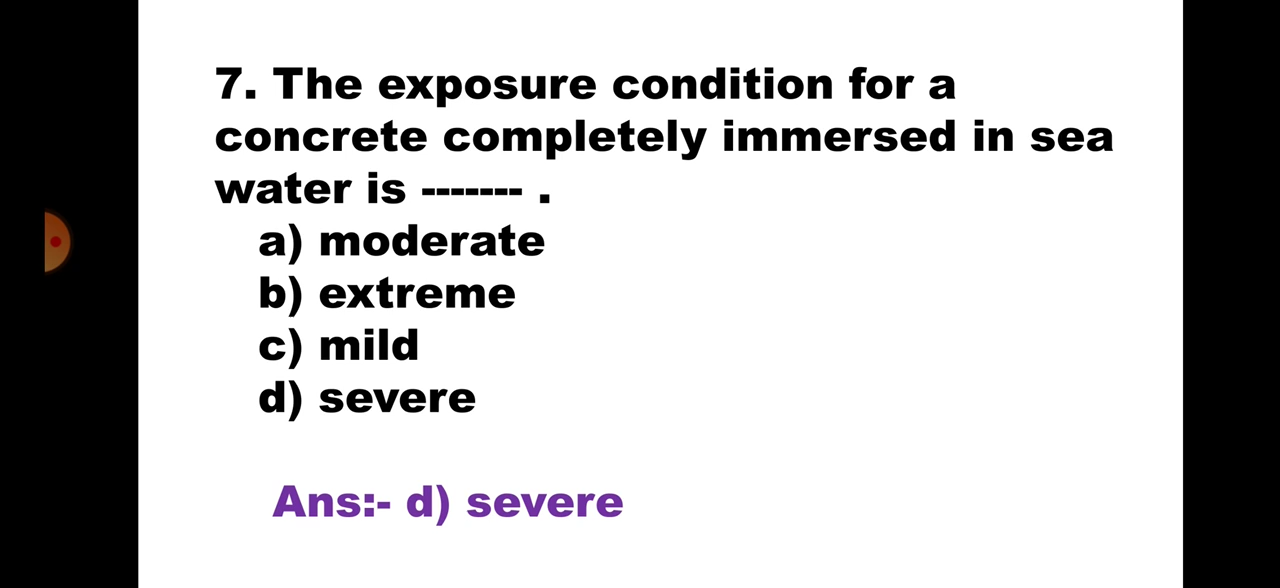 7. The exposure condition for a
concrete completely immersed in sea
water is ------- .
a) moderate
b) extreme
c) mild
d) severe
Ans:- d) severe